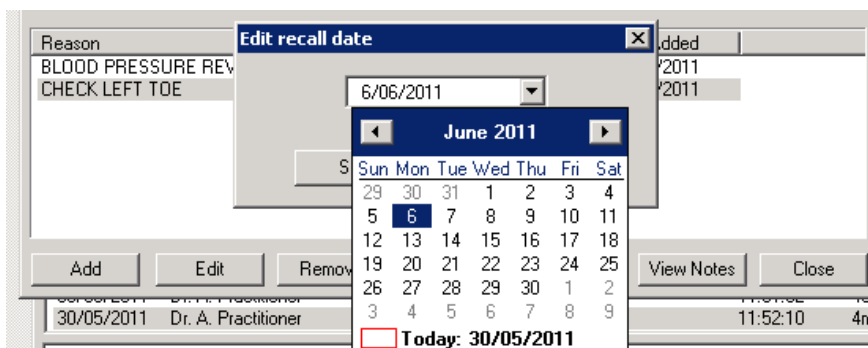 Edit recall date
Reason
BLOOD PRESSURE REV /2011
CHECK LEFT TOE /2011
6/06/2011
June 2011
Sun Mon Tue Wed Thu Fri Sat
29 30 31 1 2 3 4
5 6 7 8 9 10 11
12 13 14 15 16 17 18
19 20 21 22 23 24 25
26 27 28 29 30 1 2
3 4 5 6 7 8 9
Today: 30/05/2011
Add Edit View Notes Close
30/05/2011 Dr. A. Practitioner 11:52:10